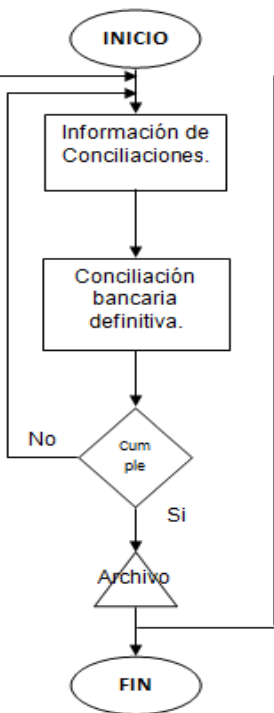 INICIO
Información de
Conciliaciones.
Conciliación
bancaria
definitiva.
Cum
ple
No
Si
Archivo
FIN